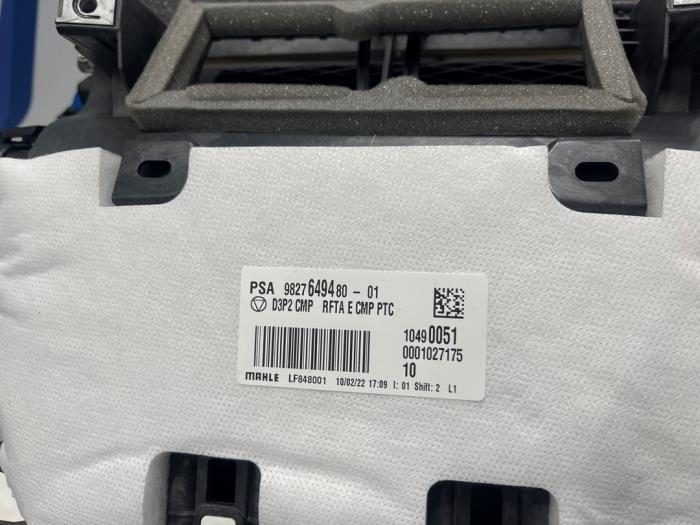 PSA 9827649480-01
D3P2 CMP RFTA E CMP PTC
10490051
0001027175
10
MAHLE LF848001 10/02/22 17:09 I: 01 Shift: 2 L1